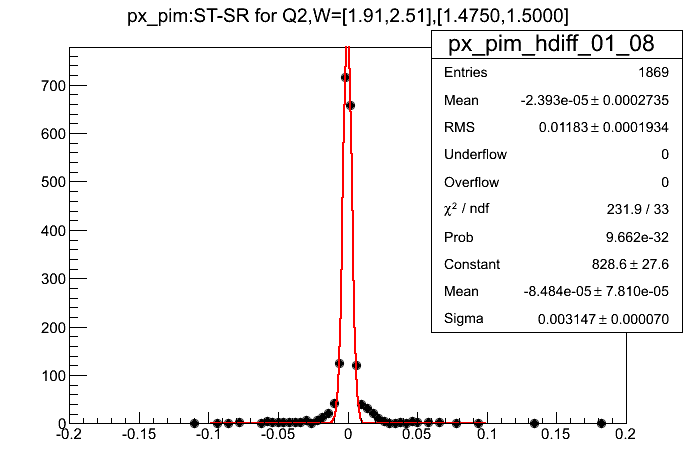 px_pim:ST-SR for Q2,W=[1.91,2.51],[1.4750,1.5000]
px_pim_hdiff_01_08
Entries 1869
Mean -2.393e-05 ± 0.0002735
RMS 0.01183 ± 0.0001934
Underflow 0
Overflow 0
χ² / ndf 231.9 / 33
Prob 9.662e-32
Constant 828.6 ± 27.6
Mean -8.484e-05 ± 7.810e-05
Sigma 0.003147 ± 0.000070
700
600
500
400
300
200
100
0
-0.2 -0.15 -0.1 -0.05 0 0.05 0.1 0.15 0.2